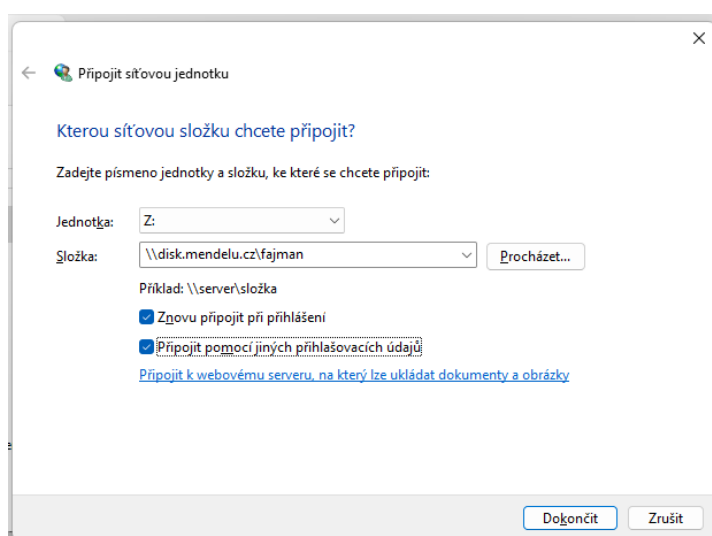 Připojit síťovou jednotku
Kterou síťovou složku chcete připojit?
Zadejte písmeno jednotky a složku, ke které se chcete připojit:
Jednotka: Z:
Složka: \\disk.mendelu.cz\fajman Procházet...
Příklad: \\server\složka
Znovu připojit při přihlášení
Připojit pomocí jiných přihlašovacích údajů
Připojit k webovému serveru, na který lze ukládat dokumenty a obrázky
Dokončit Zrušit